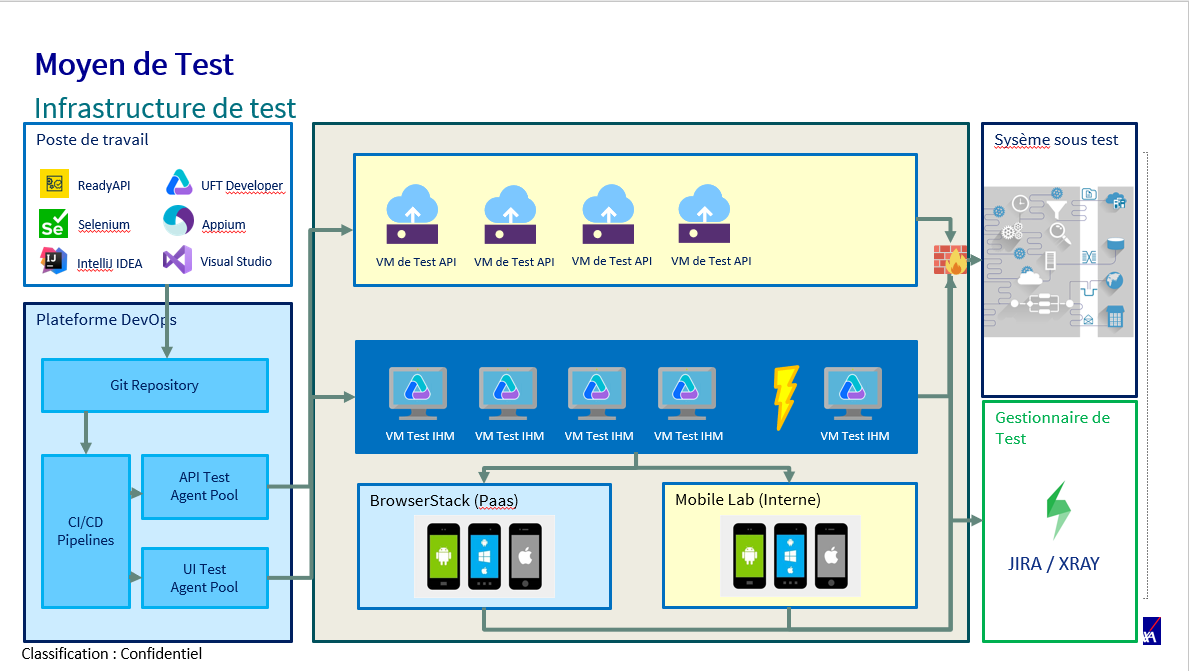 Moyen de Test
Infrastructure de test
Poste de travail
ReadyAPI
UFT Developer
Se
Selenium
Appium
IJ
IntelliJ IDEA
Visual Studio
Plateforme DevOps
Git Repository
CI/CD
Pipelines
API Test
Agent Pool
UI Test
Agent Pool
VM de Test API
VM de Test API
VM de Test API
VM de Test API
VM Test IHM
VM Test IHM
VM Test IHM
VM Test IHM
VM Test IHM
BrowserStack (Paas)
Mobile Lab (Interne)
Sysème sous test
Gestionnaire de
Test
JIRA / XRAY
Classification : Confidentiel